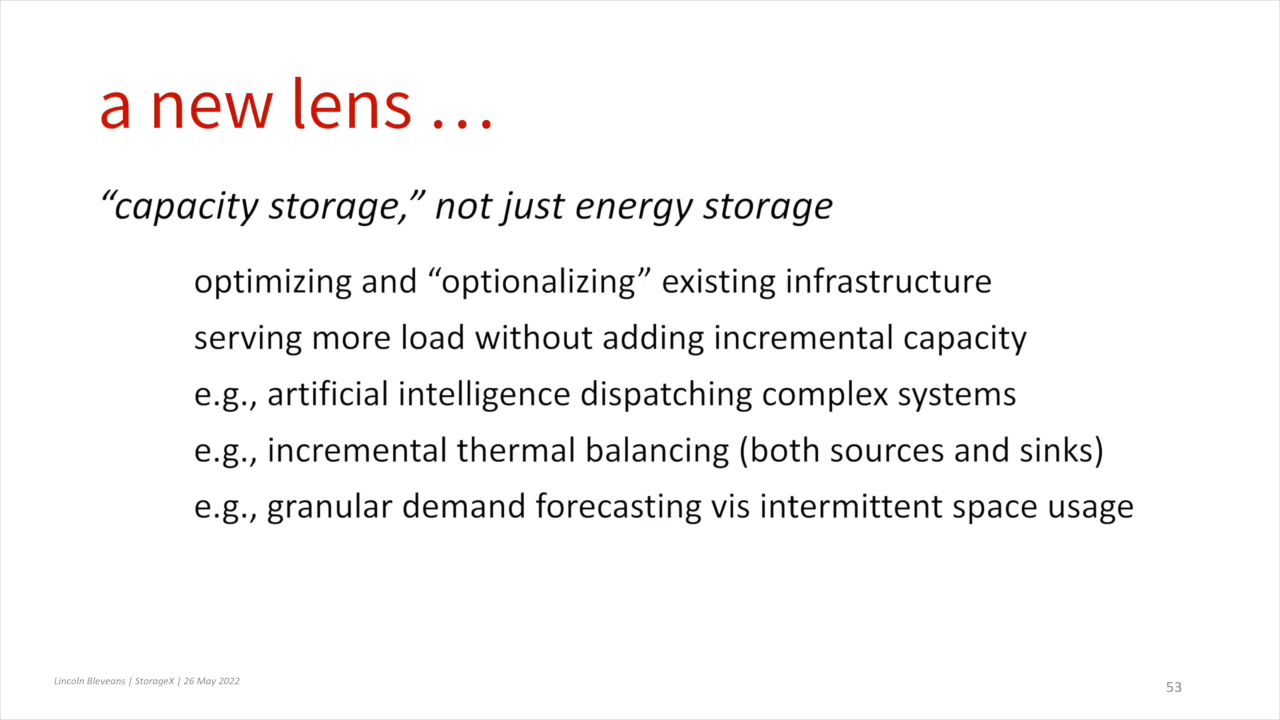 a new lens …
“capacity storage,” not just energy storage
optimizing and “optionalizing” existing infrastructure
serving more load without adding incremental capacity
e.g., artificial intelligence dispatching complex systems
e.g., incremental thermal balancing (both sources and sinks)
e.g., granular demand forecasting vis intermittent space usage
Lincoln Bleveans | StorageX | 26 May 2022
53